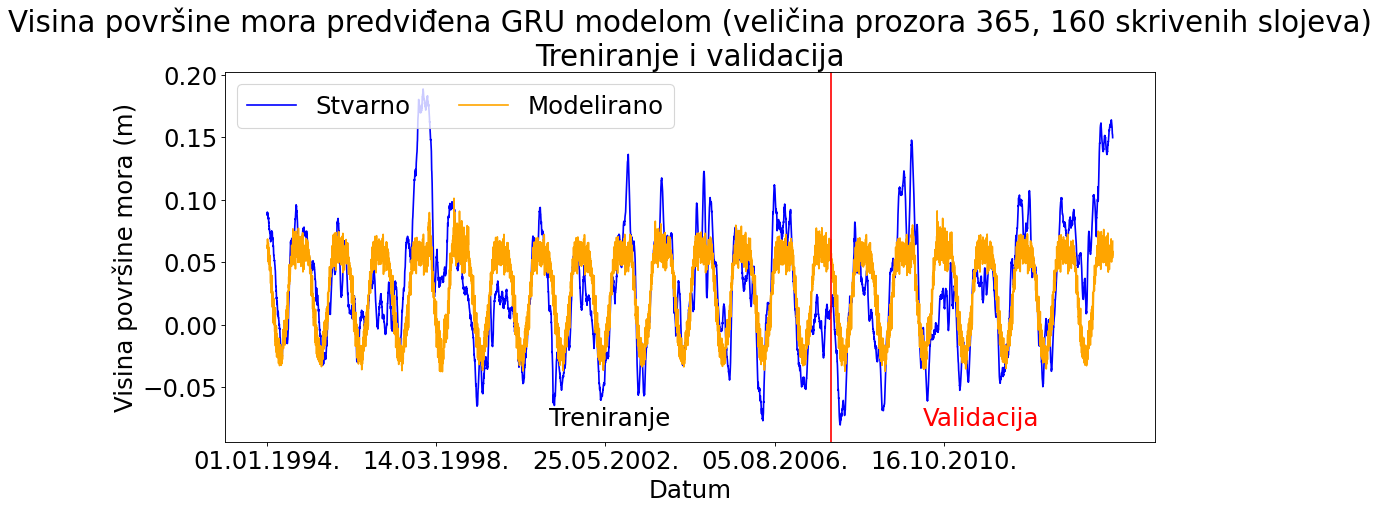 Visina površine mora predviđena GRU modelom (veličina prozora 365, 160 skrivenih slojeva)
Treniranje i validacija
Stvarno
Modelirano
Visina površine mora (m)
0.20
0.15
0.10
0.05
0.00
−0.05
Treniranje
Validacija
01.01.1994.
14.03.1998.
25.05.2002.
05.08.2006.
16.10.2010.
Datum